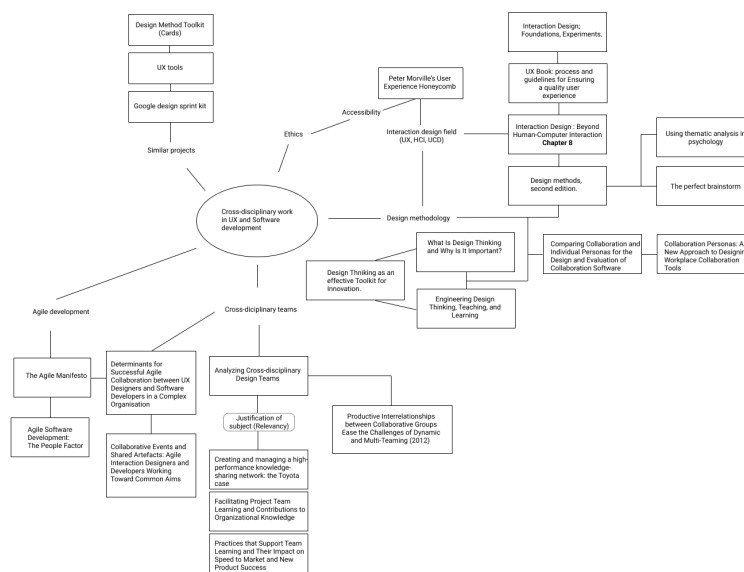 Design Method Toolkit
(Cards)
UX tools
Google design sprint kit
Similar projects
Ethics
Accessibility
Peter Morville's User
Experience Honeycomb
Interaction design field
(UX, HCI, UCD)
Interaction Design;
Foundations, Experiments.
UX Book: process and
guidelines for Ensuring
a quality user
experience
Interaction Design : Beyond
Human-Computer Interaction
Chapter 8
Design methods,
second edition.
Using thematic analysis in
psychology
The perfect brainstorm
Cross-disciplinary work
in UX and Software
development
Design methodology
What Is Design Thinking
and Why Is It Important?
Design Thniking as an
effective Toolkit for
Innovation.
Engineering Design
Thinking, Teaching, and
Learning
Comparing Collaboration and
Individual Personas for the
Design and Evaluation of
Collaboration Software
Collaboration Personas: A
New Approach to Designing
Workplace Collaboration
Tools
Agile development
Cross-diciplinary teams
The Agile Manifesto
Agile Software
Development:
The People Factor
Determinants for
Successful Agile
Collaboration between UX
Designers and Software
Developers in a Complex
Organisation
Collaborative Events and
Shared Artefacts: Agile
Interaction Designers and
Developers Working
Toward Common Aims
Analyzing Cross-disciplinary
Design Teams
Justification of
subject (Relevancy)
Creating and managing a high-
performance knowledge-
sharing network: the Toyota
case
Facilitating Project Team
Learning and Contributions to
Organizational Knowledge
Practices that Support Team
Learning and Their Impact on
Speed to Market and New
Product Success
Productive Interrelationships
between Collaborative Groups
Ease the Challenges of Dynamic
and Multi-Teaming (2012)